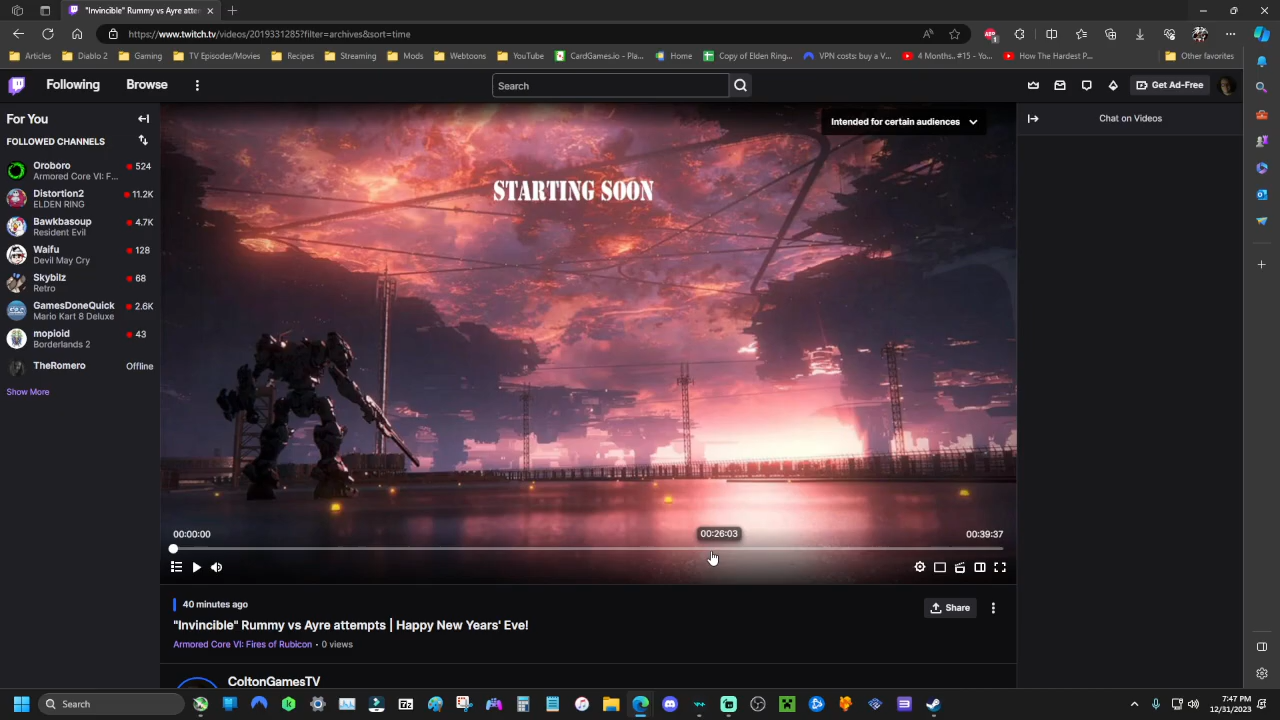 "Invincible" Rummy vs Ayre atten
https://www.twitch.tv/videos/2019331285?filter=archives&sort=time
Articles
Diablo 2
Gaming
TV Episodes/Movies
Recipes
Streaming
Mods
Webtoons
YouTube
CardGames.io - Pla...
Home
Copy of Elden Ring...
VPN costs: buy a V...
4 Months.. #15 - Yo...
How The Hardest P...
Other favorites
Following
Browse
Search
Get Ad-Free
For You
FOLLOWED CHANNELS
Oroboro
524
Armored Core VI: F...
Distortion2
11.2K
ELDEN RING
Bawkbasoup
4.7K
Resident Evil
Waifu
128
Devil May Cry
Skybilz
68
Retro
GamesDoneQuick
2.6K
Mario Kart 8 Deluxe
mopioid
43
Borderlands 2
TheRomero
Offline
Show More
Intended for certain audiences
STARTING SOON
00:26:03
00:00:00
00:39:37
Chat on Videos
40 minutes ago
Share
"Invincible" Rummy vs Ayre attempts | Happy New Years' Eve!
Armored Core VI: Fires of Rubicon · 0 views
ColtonGamesTV
Search
7:47 PM
12/31/2023